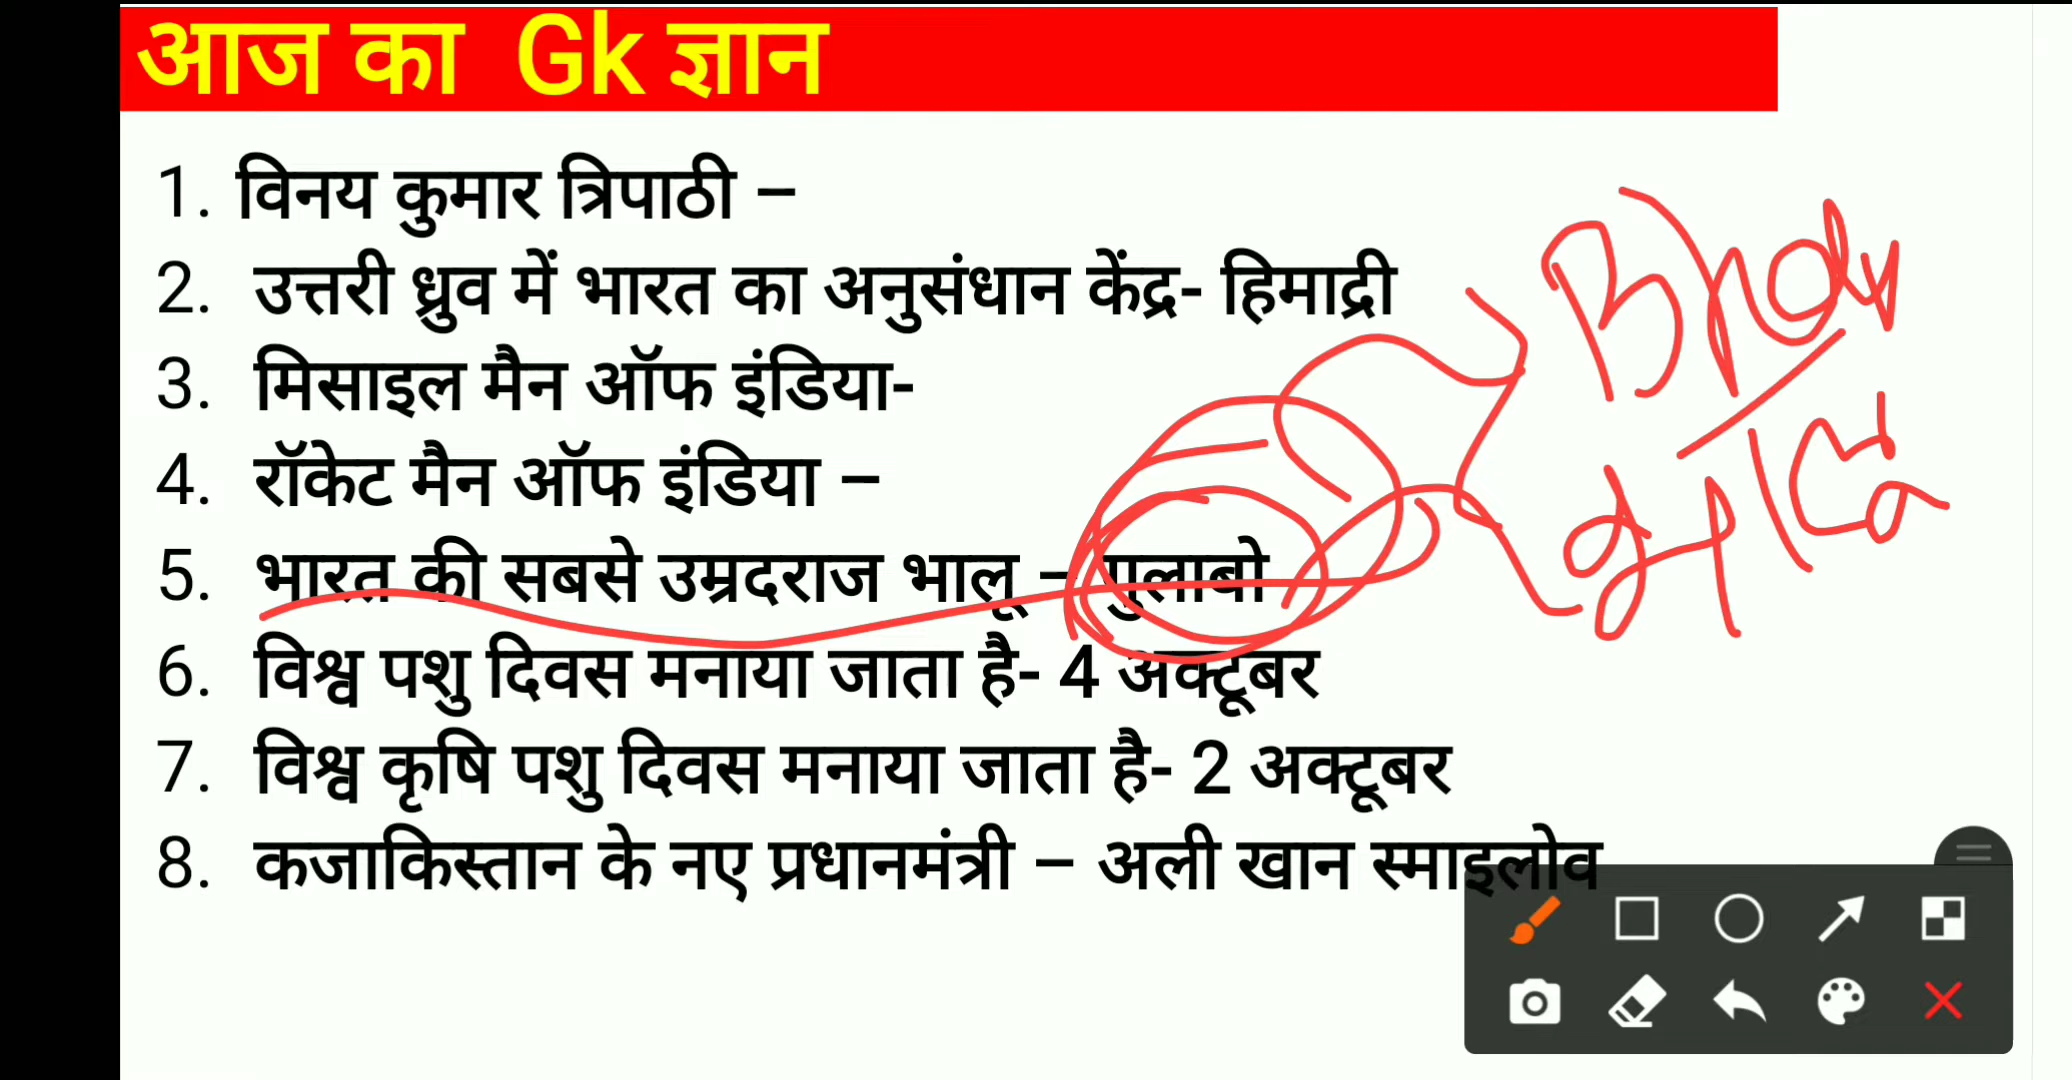 आज का Gk ज्ञान
1. विनय कुमार त्रिपाठी –
2. उत्तरी ध्रुव में भारत का अनुसंधान केंद्र- हिमाद्री
3. मिसाइल मैन ऑफ इंडिया-
4. रॉकेट मैन ऑफ इंडिया –
5. भारत की सबसे उम्रदराज भालू – गुलाबो
6. विश्व पशु दिवस मनाया जाता है- 4 अक्टूबर
7. विश्व कृषि पशु दिवस मनाया जाता है- 2 अक्टूबर
8. कजाकिस्तान के नए प्रधानमंत्री – अली खान स्माइलोव